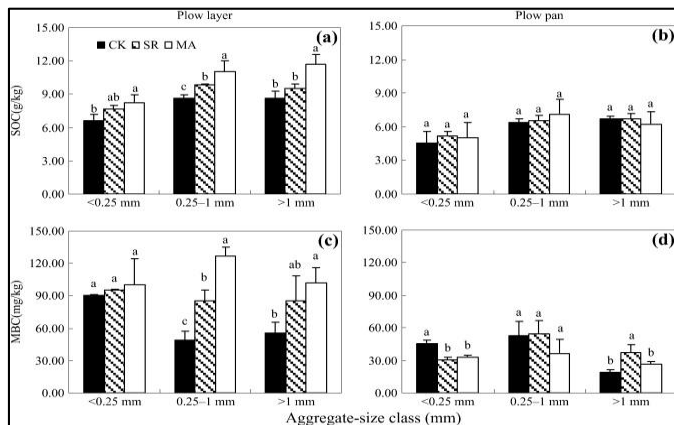 Plow layer
Plow pan
15.00
12.00
9.00
6.00
3.00
0.00
SOC(g/kg)
CK SR MA
(a)
b ab a
c b a
b b a
<0.25 mm 0.25–1 mm >1 mm
15.00
12.00
9.00
6.00
3.00
0.00
(b)
a a a
a a a
a a a
<0.25 mm 0.25–1 mm >1 mm
150.00
120.00
90.00
60.00
30.00
0.00
MBC(mg/kg)
(c)
a a a
c b a
b ab a
<0.25 mm 0.25–1 mm >1 mm
150.00
120.00
90.00
60.00
30.00
0.00
(d)
a b b
a a a
b a b
<0.25 mm 0.25–1 mm >1 mm
Aggregate-size class (mm)